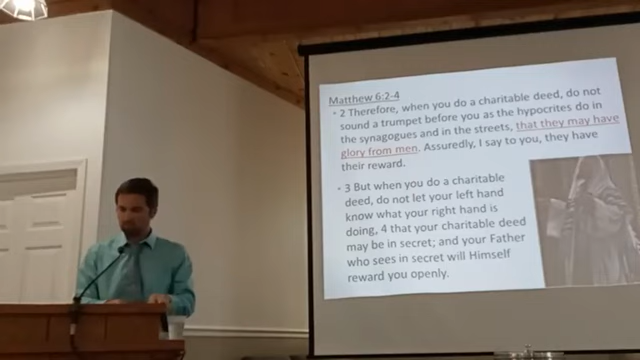 Matthew 6:2-4
• 2 Therefore, when you do a charitable deed, do not
sound a trumpet before you as the hypocrites do in
the synagogues and in the streets, that they may have
glory from men. Assuredly, I say to you, they have
their reward.
• 3 But when you do a charitable
deed, do not let your left hand
know what your right hand is
doing, 4 that your charitable deed
may be in secret; and your Father
who sees in secret will Himself
reward you openly.